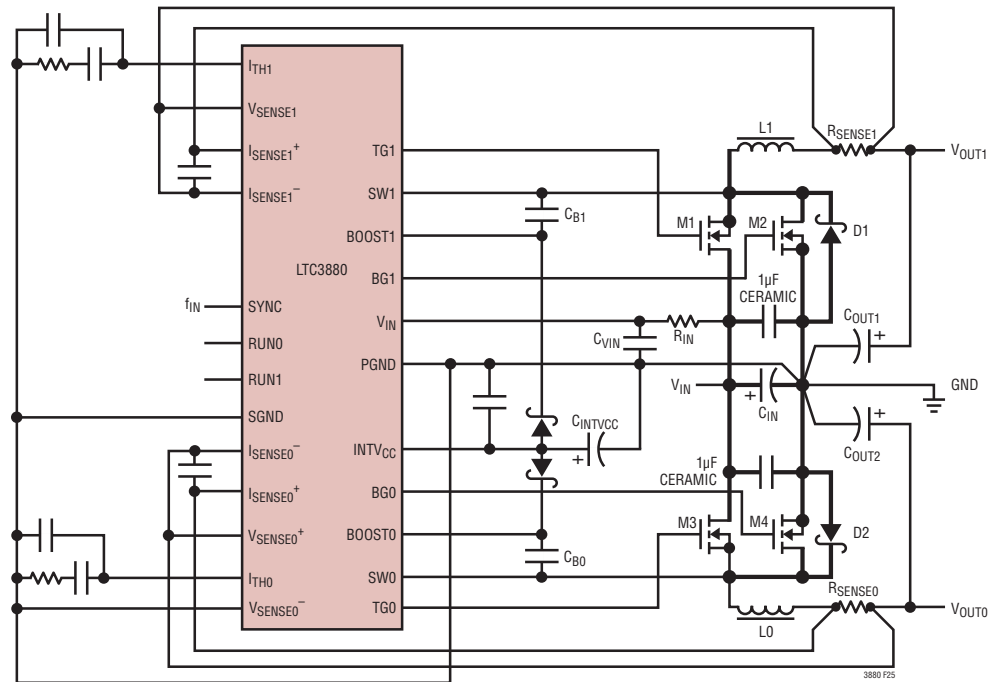 I_TH1
V_SENSE1
I_SENSE1^+
I_SENSE1^–
SYNC
RUN0
RUN1
SGND
I_SENSE0^–
I_SENSE0^+
V_SENSE0^+
I_TH0
V_SENSE0^–
f_IN
LTC3880
TG1
SW1
BOOST1
BG1
V_IN
PGND
INTV_CC
BG0
BOOST0
SW0
TG0
C_B1
C_VIN
R_IN
C_INTVCC
+
C_B0
L1
R_SENSE1
V_OUT1
M1
M2
D1
1µF
CERAMIC
C_OUT1
+
V_IN
+
C_IN
GND
+
C_OUT2
1µF
CERAMIC
M3
M4
D2
R_SENSE0
L0
V_OUT0
3880 F25